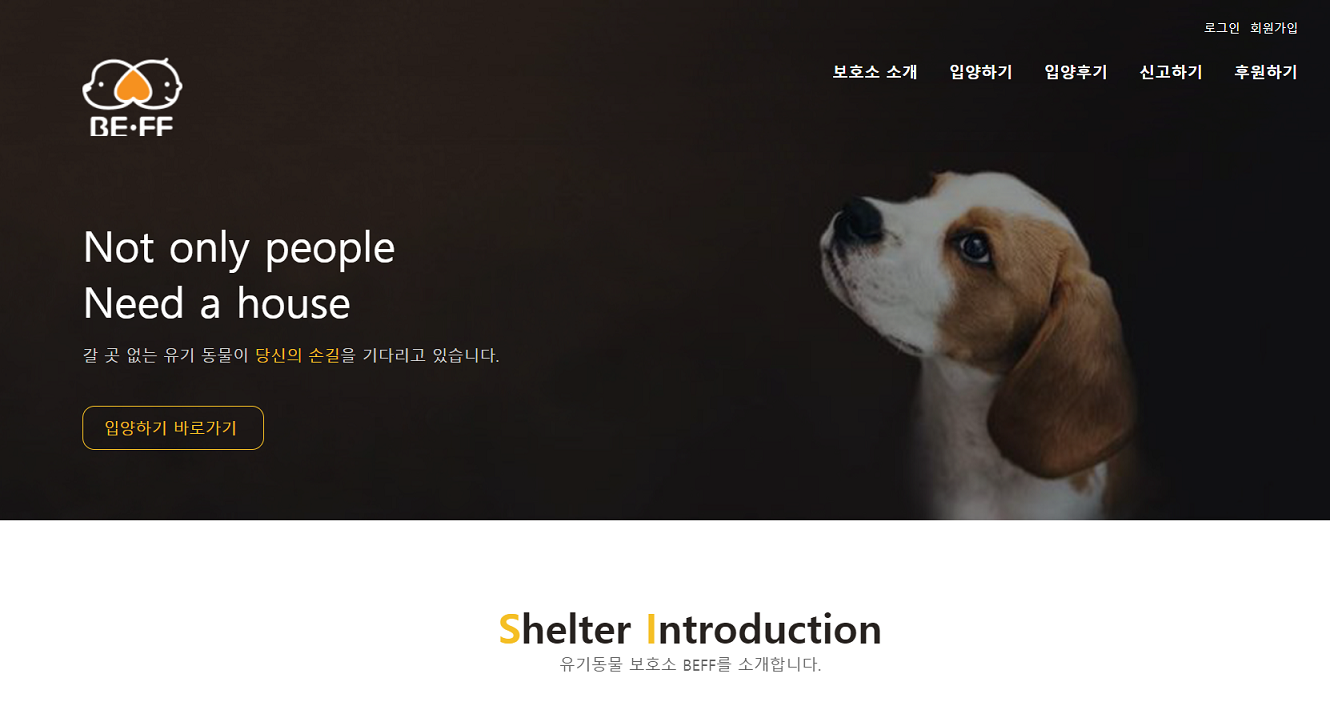 로그인 회원가입
BE·FF
보호소 소개 입양하기 입양후기 신고하기 후원하기
Not only people
Need a house
갈 곳 없는 유기 동물이 당신의 손길을 기다리고 있습니다.
입양하기 바로가기
Shelter Introduction
유기동물 보호소 BEFF를 소개합니다.